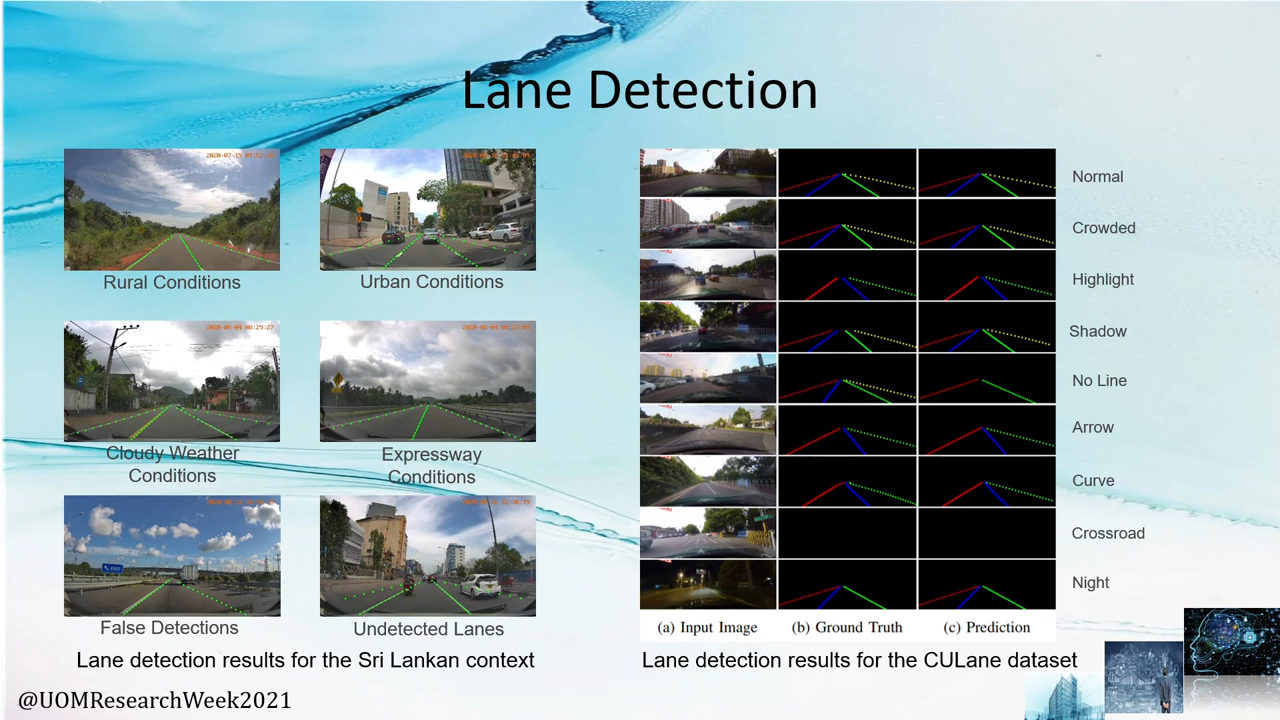 Lane Detection
Rural Conditions
Urban Conditions
Cloudy Weather
Conditions
Expressway
Conditions
False Detections
Undetected Lanes
Lane detection results for the Sri Lankan context
Normal
Crowded
Highlight
Shadow
No Line
Arrow
Curve
Crossroad
Night
(a) Input Image
(b) Ground Truth
(c) Prediction
Lane detection results for the CULane dataset
@UOMResearchWeek2021